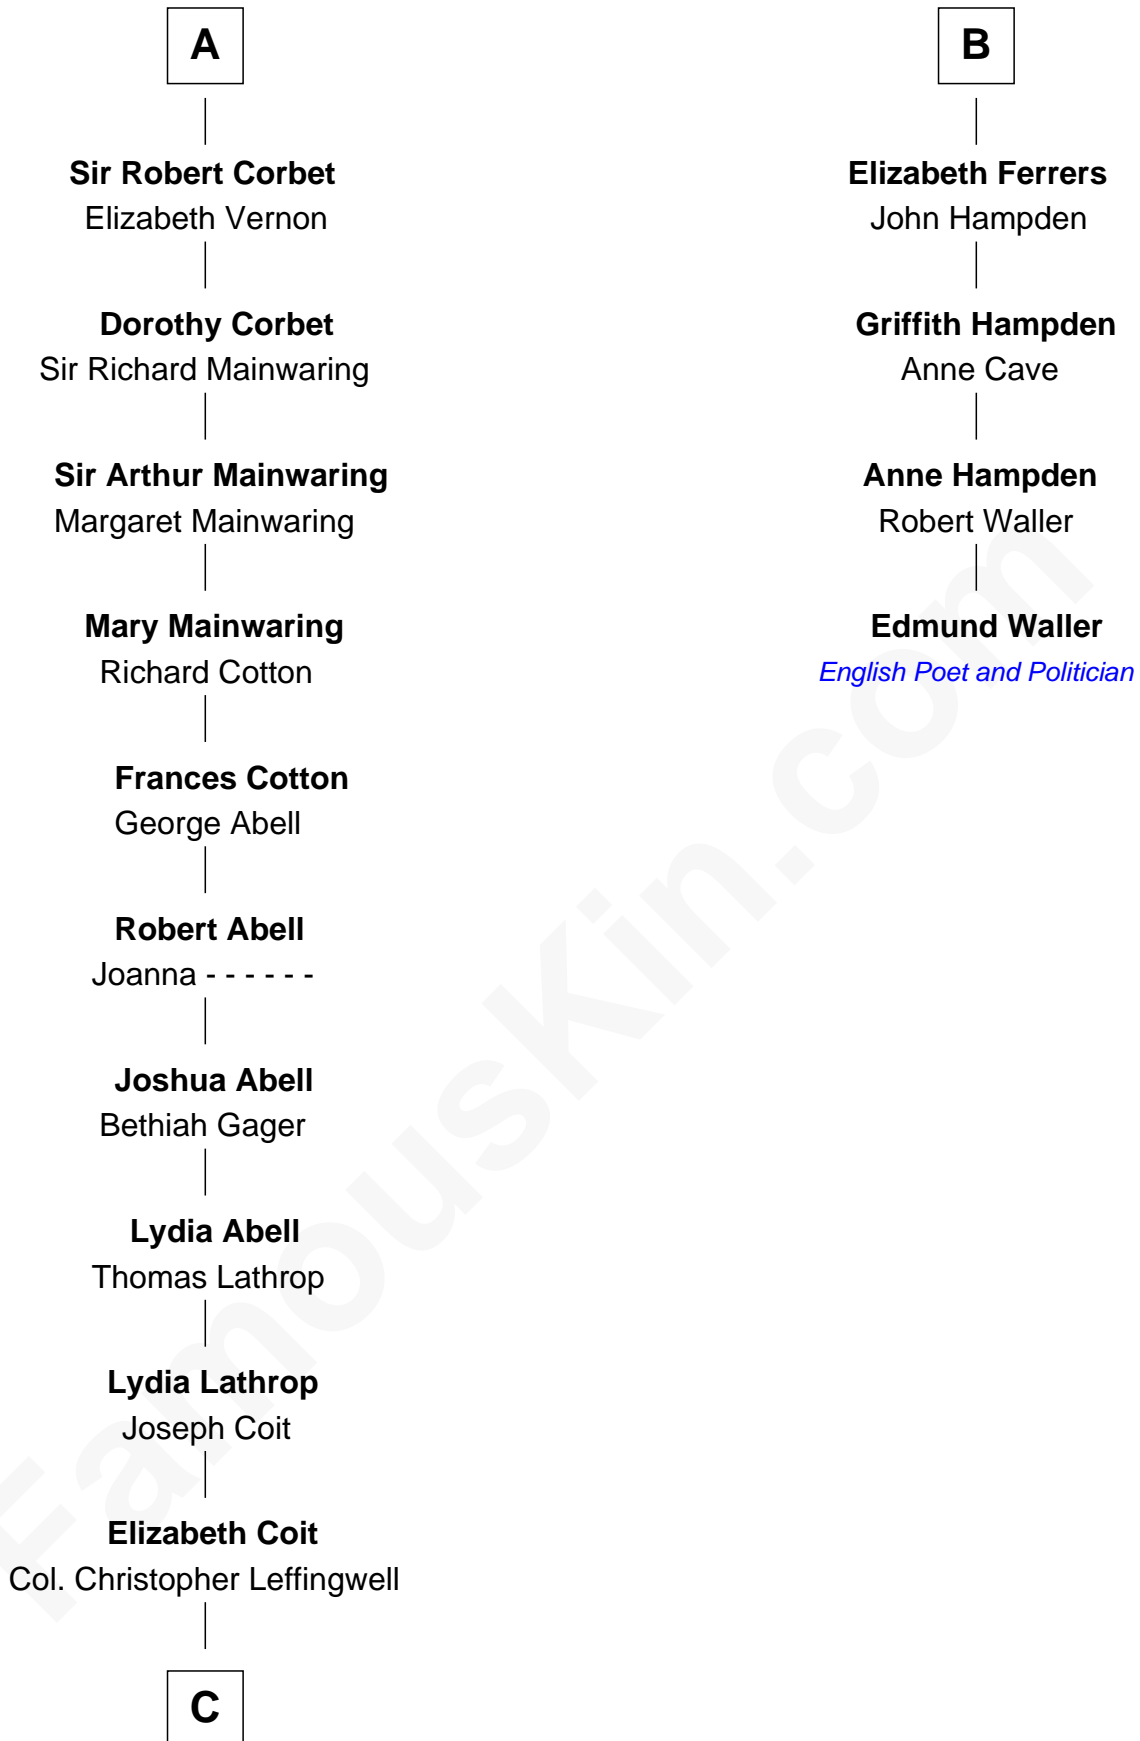 A
Sir Robert Corbet
Elizabeth Vernon
Dorothy Corbet
Sir Richard Mainwaring
Sir Arthur Mainwaring
Margaret Mainwaring
Mary Mainwaring
Richard Cotton
Frances Cotton
George Abell
Robert Abell
Joanna - - - - - -
Joshua Abell
Bethiah Gager
Lydia Abell
Thomas Lathrop
Lydia Lathrop
Joseph Coit
Elizabeth Coit
Col. Christopher Leffingwell
C
B
Elizabeth Ferrers
John Hampden
Griffith Hampden
Anne Cave
Anne Hampden
Robert Waller
Edmund Waller
English Poet and Politician
FamousKin.com